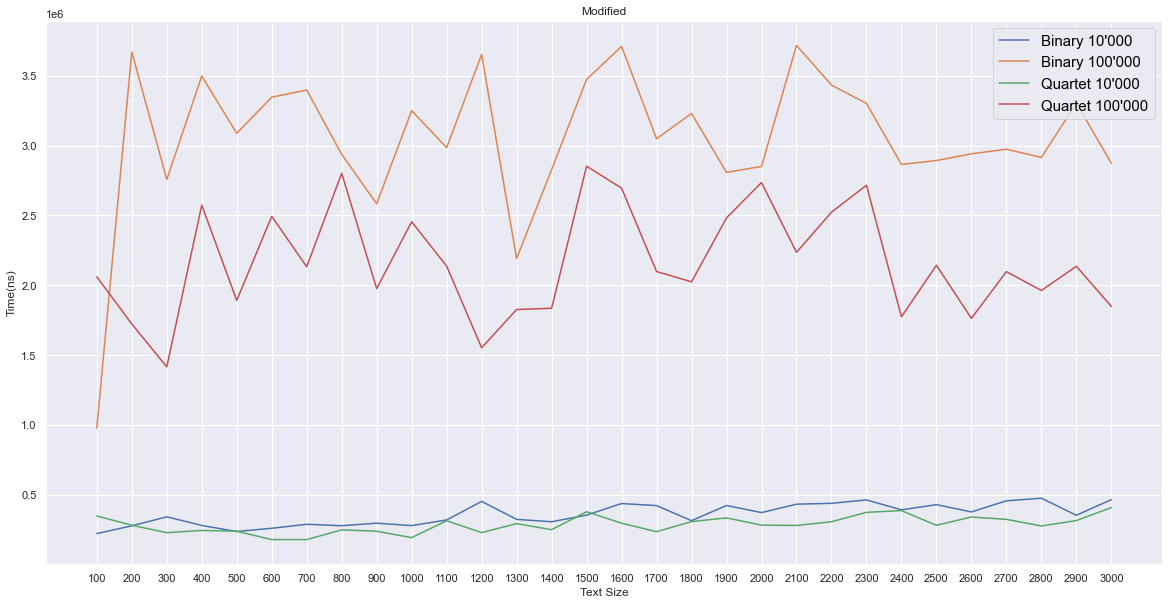 Modified
1e6
Binary 10'000
Binary 100'000
Quartet 10'000
Quartet 100'000
3.5
3.0
2.5
2.0
1.5
1.0
0.5
Time(ns)
100 200 300 400 500 600 700 800 900 1000 1100 1200 1300 1400 1500 1600 1700 1800 1900 2000 2100 2200 2300 2400 2500 2600 2700 2800 2900 3000
Text Size